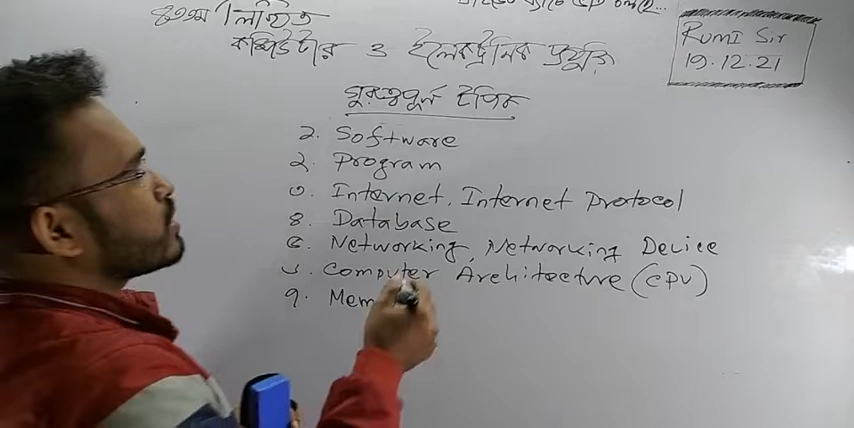 ৪৩তম লিখিত
Rumi Sir
কম্পিউটার ও ইলেকট্রনিক প্রযুক্তি
19.12.21
গুরুত্বপূর্ণ টপিক
১. Software
২. Program
৩. Internet, Internet Protocol
৪. Database
৫. Networking, Networking Device
৬. Computer Architecture (CPU)
৭. Mem